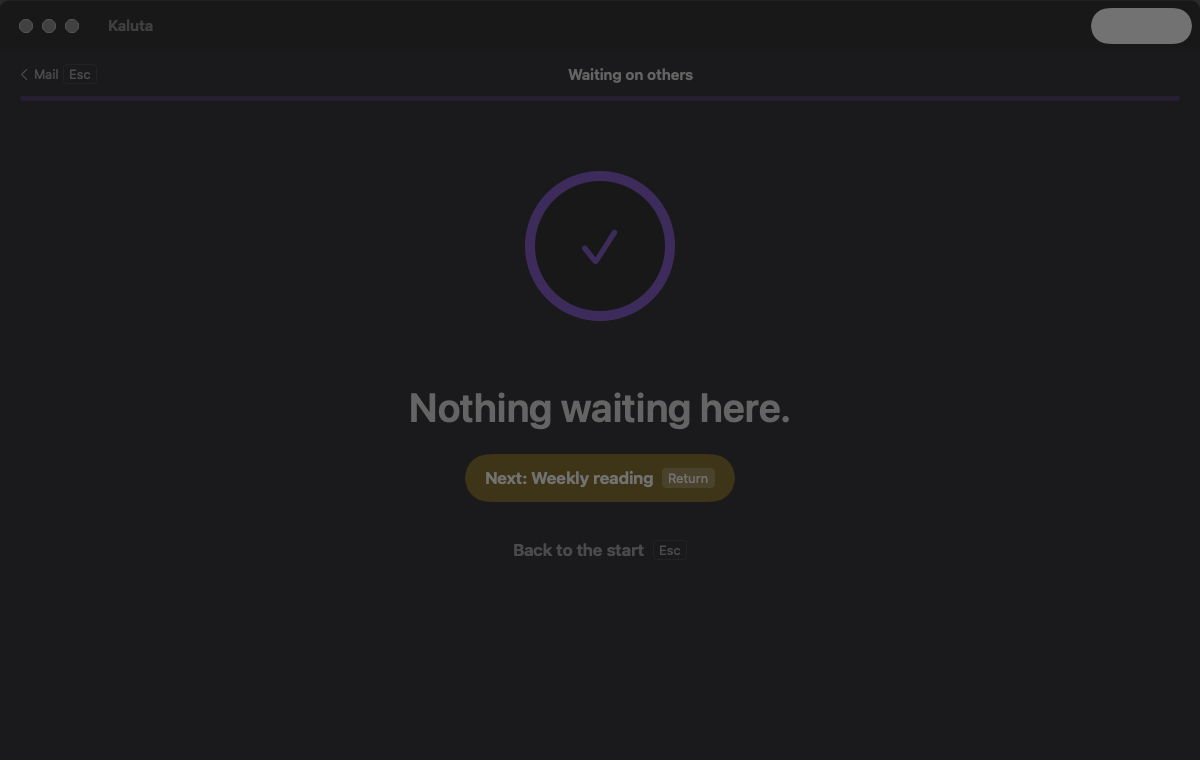 Kaluta
Mail Esc
Waiting on others
Nothing waiting here.
Next: Weekly reading Return
Back to the start Esc